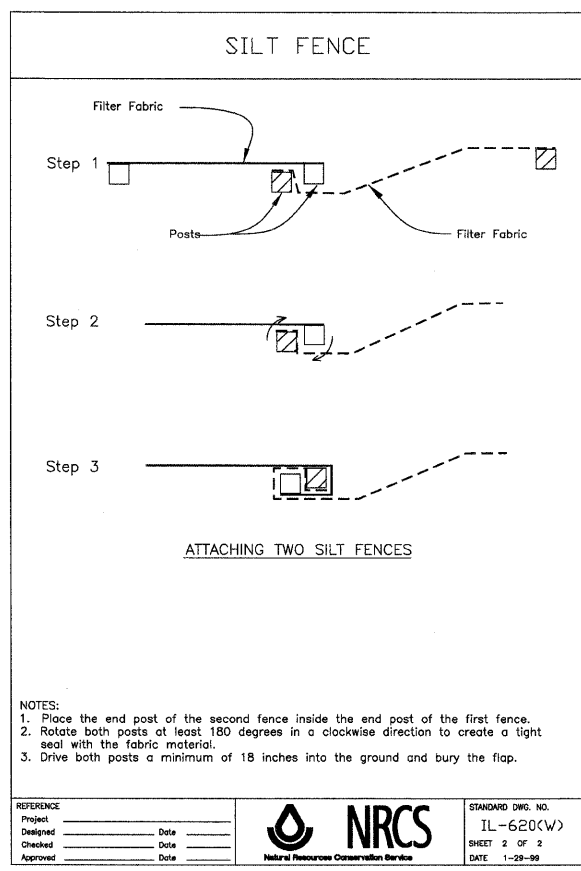 SILT FENCE
Filter Fabric
Step 1
Posts
Filter Fabric
Step 2
Step 3
ATTACHING TWO SILT FENCES
NOTES:
1. Place the end post of the second fence inside the end post of the first fence.
2. Rotate both posts at least 180 degrees in a clockwise direction to create a tight
seal with the fabric material.
3. Drive both posts a minimum of 18 inches into the ground and bury the flap.
REFERENCE
Project
Designed Date
Checked Date
Approved Date
NRCS
Natural Resources Conservation Service
STANDARD DWG. NO.
IL-620(W)
SHEET 2 OF 2
DATE 1-29-99